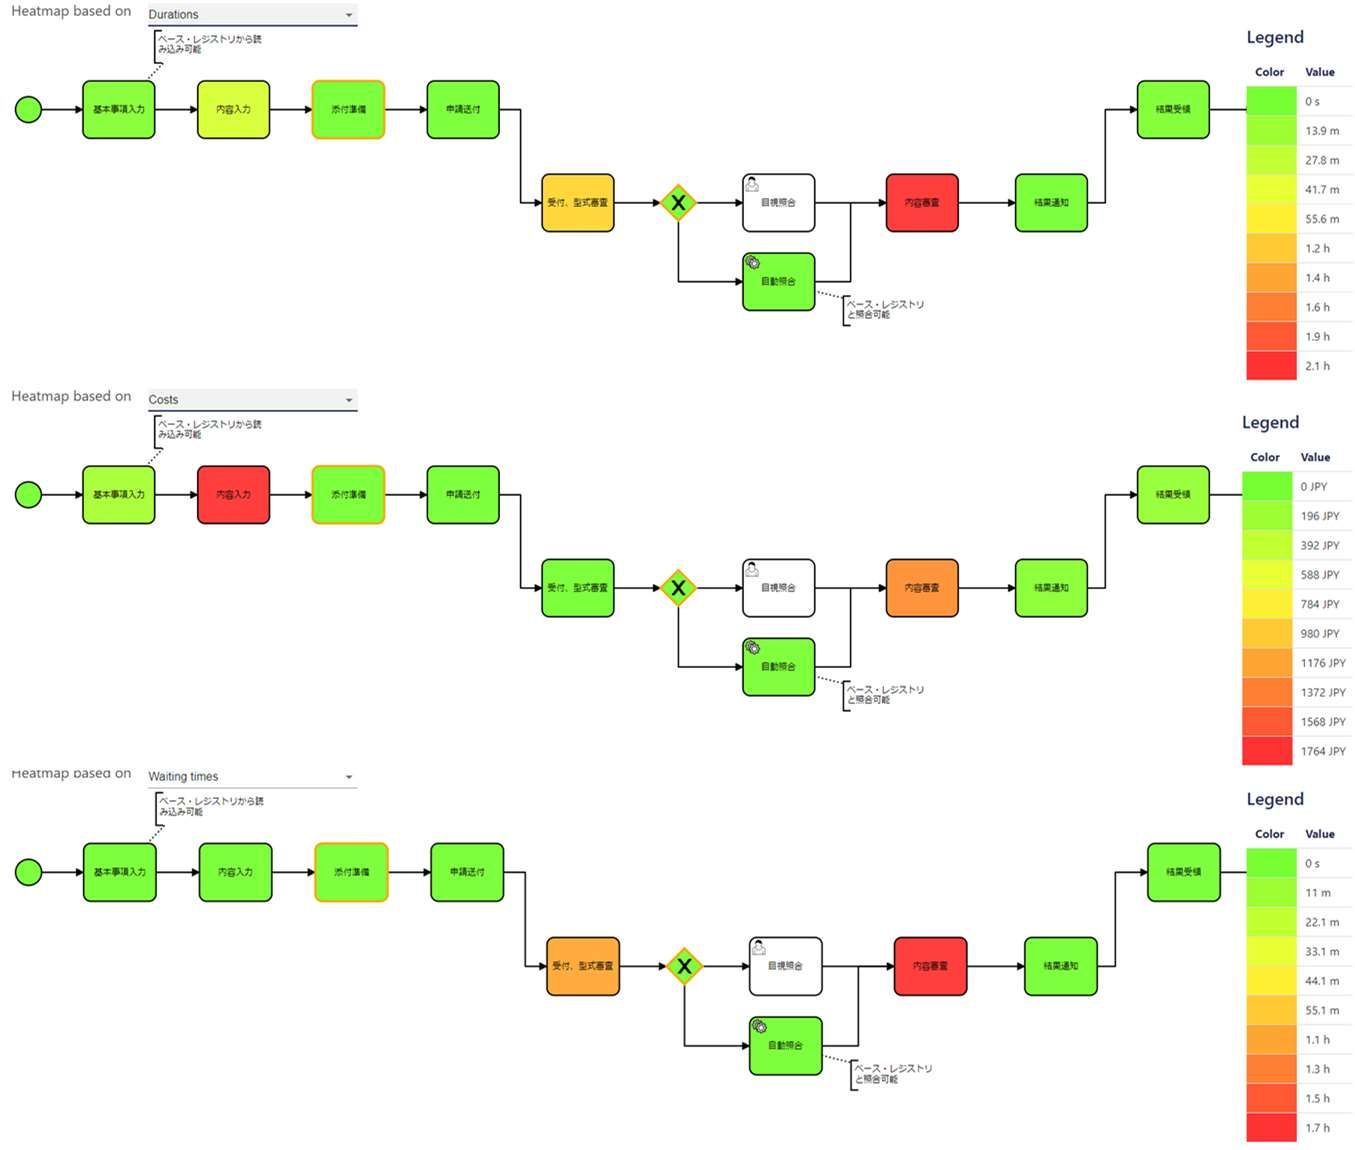 Heatmap based on
Durations
ベース・レジストリから読
み込み可能
基本事項入力
内容入力
添付準備
申請送付
受付、型式審査
X
目視照合
自動照合
ベース・レジストリ
と照合可能
内容審査
結果通知
結果受領
Legend
Color Value
0 s
13.9 m
27.8 m
41.7 m
55.6 m
1.2 h
1.4 h
1.6 h
1.9 h
2.1 h
Heatmap based on
Costs
ベース・レジストリから読
み込み可能
基本事項入力
内容入力
添付準備
申請送付
受付、型式審査
X
目視照合
自動照合
ベース・レジストリ
と照合可能
内容審査
結果通知
結果受領
Legend
Color Value
0 JPY
196 JPY
392 JPY
588 JPY
784 JPY
980 JPY
1176 JPY
1372 JPY
1568 JPY
1764 JPY
Heatmap based on
Waiting times
ベース・レジストリから読
み込み可能
基本事項入力
内容入力
添付準備
申請送付
受付、型式審査
X
目視照合
自動照合
ベース・レジストリ
と照合可能
内容審査
結果通知
結果受領
Legend
Color Value
0 s
11 m
22.1 m
33.1 m
44.1 m
55.1 m
1.1 h
1.3 h
1.5 h
1.7 h